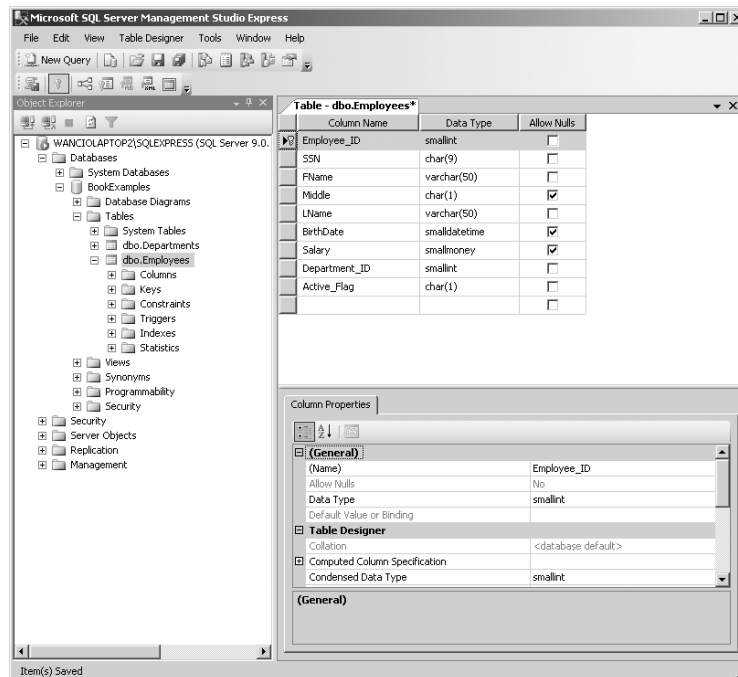 Microsoft SQL Server Management Studio Express
File Edit View Table Designer Tools Window Help
New Query
Object Explorer
WANCIOLAPTOP2\SQLEXPRESS (SQL Server 9.0.
Databases
System Databases
BookExamples
Database Diagrams
Tables
System Tables
dbo.Departments
dbo.Employees
Columns
Keys
Constraints
Triggers
Indexes
Statistics
Views
Synonyms
Programmability
Security
Security
Server Objects
Replication
Management
Table - dbo.Employees*
Column Name Data Type Allow Nulls
Employee_ID smallint
SSN char(9)
FName varchar(50)
Middle char(1)
LName varchar(50)
BirthDate smalldatetime
Salary smallmoney
Department_ID smallint
Active_Flag char(1)
Column Properties
(General)
(Name) Employee_ID
Allow Nulls No
Data Type smallint
Default Value or Binding
Table Designer
Collation <database default>
Computed Column Specification
Condensed Data Type smallint
(General)
Item(s) Saved